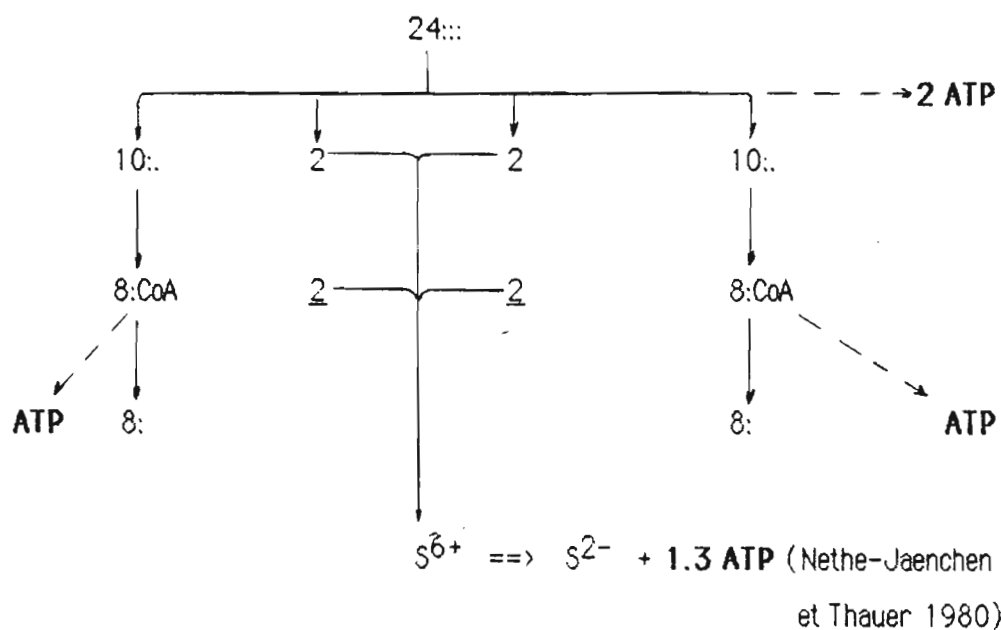 24:::
2 ATP
10:. 2 2 10:.
8:CoA 2 2 8:CoA
ATP 8: 8: ATP
S6+ ==> S2- + 1.3 ATP (Nethe-Jaenchen
et Thauer 1980)